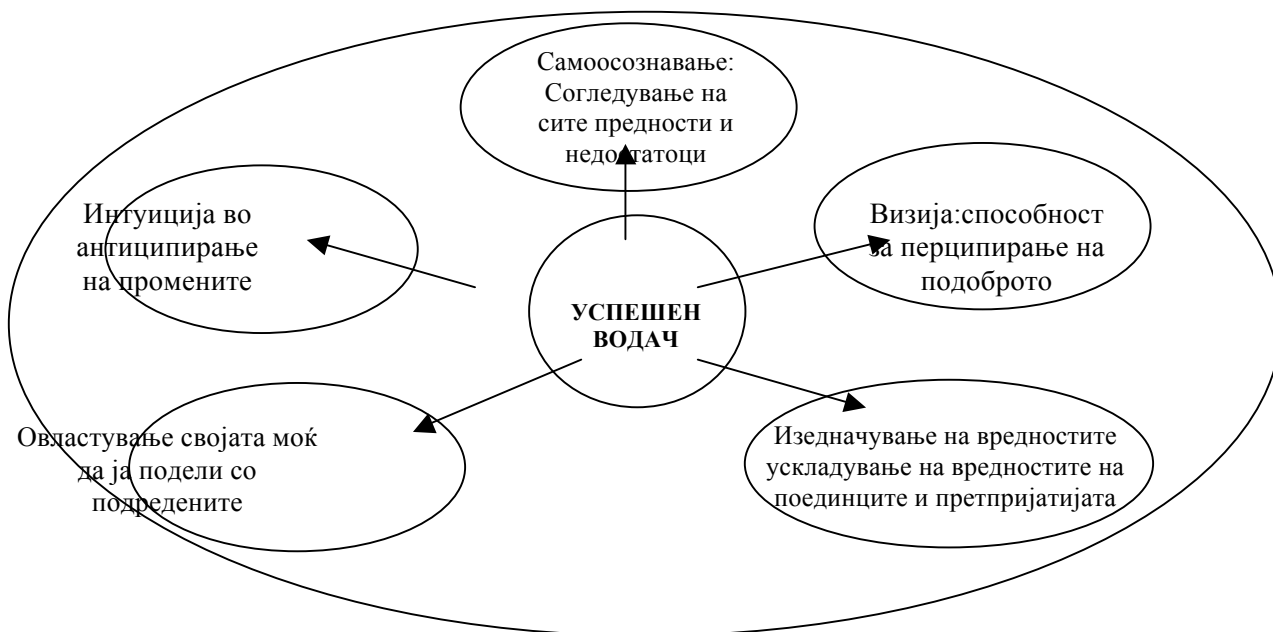 Самоосознавање:
Согледување на
сите предности и
недостатоци
Интуиција во
антиципирање
на промените
Визија:способност
за перципирање на
подоброто
УСПЕШЕН
ВОДАЧ
Овластување својата моќ
да ја подели со
подредените
Изедначување на вредностите
ускладување на вредностите на
поединците и претпријатијата